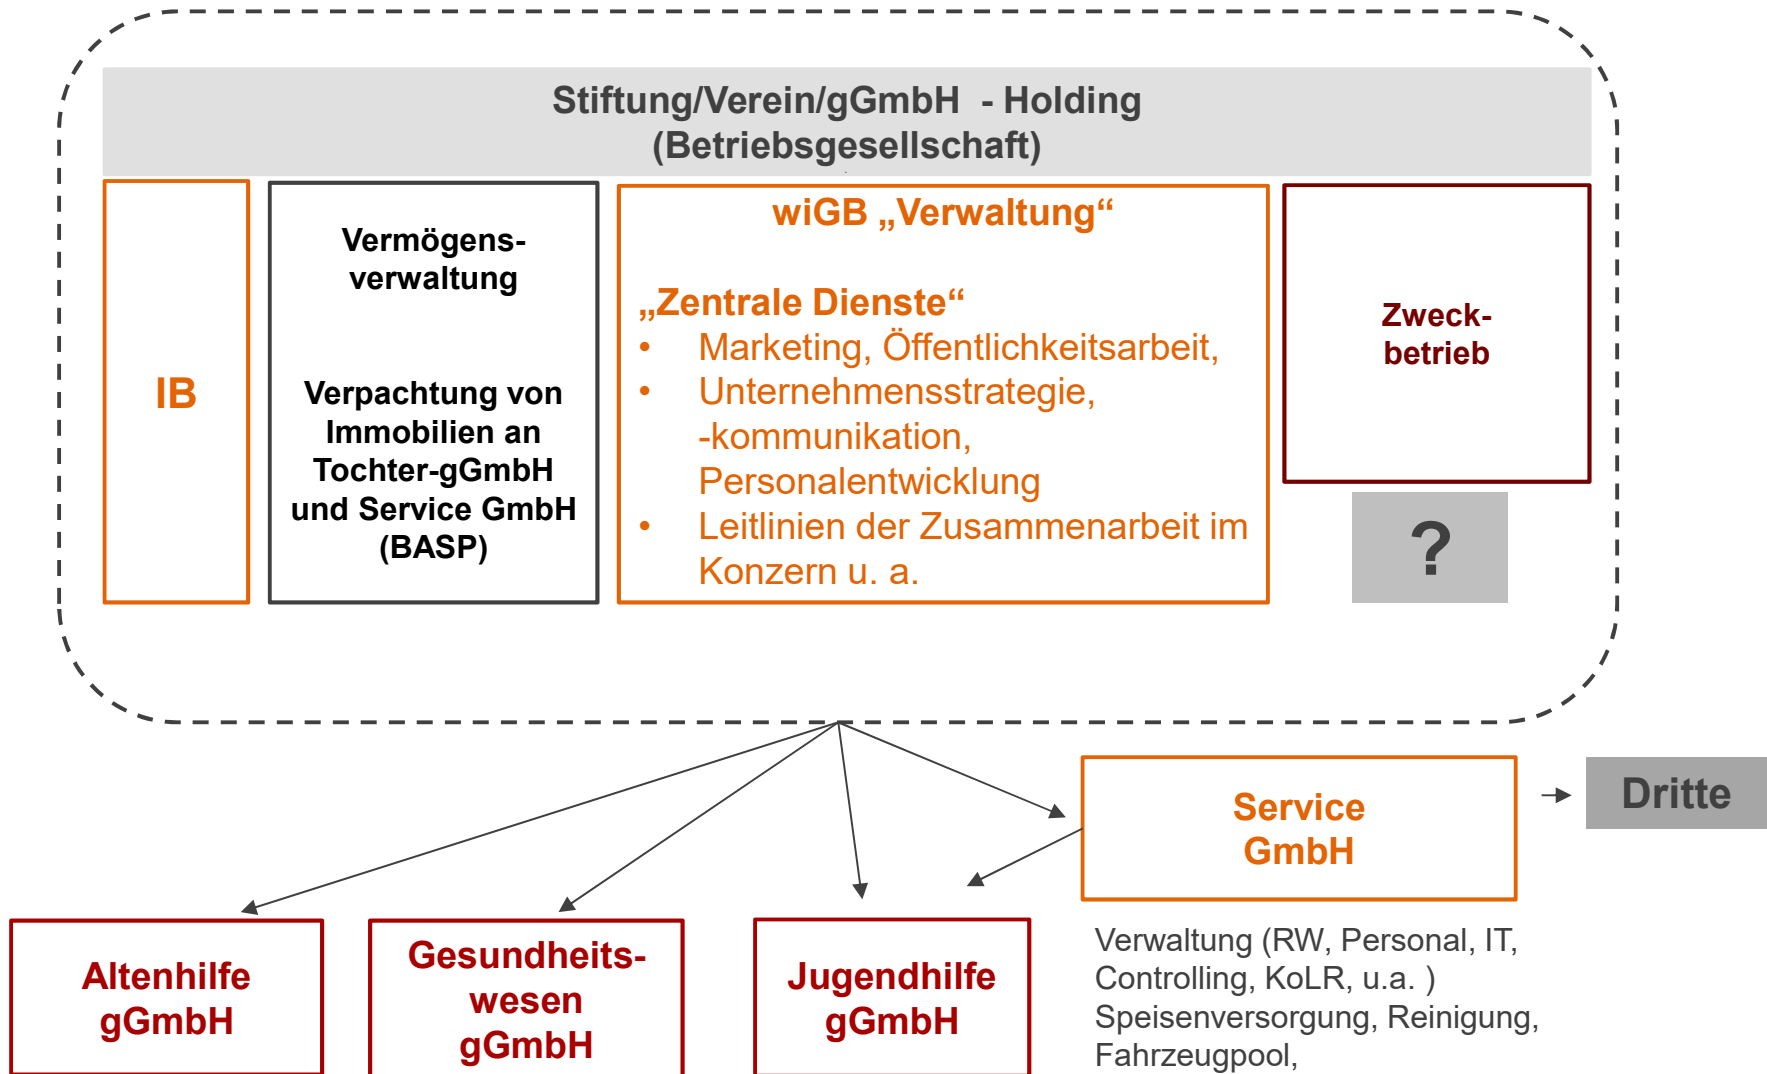 Stiftung/Verein/gGmbH - Holding
(Betriebsgesellschaft)
IB
Vermögens-
verwaltung
Verpachtung von
Immobilien an
Tochter-gGmbH
und Service GmbH
(BASP)
wiGB „Verwaltung“
„Zentrale Dienste“
• Marketing, Öffentlichkeitsarbeit,
• Unternehmensstrategie,
-kommunikation,
Personalentwicklung
• Leitlinien der Zusammenarbeit im
Konzern u. a.
Zweck-
betrieb
?
Service
GmbH
Dritte
Altenhilfe
gGmbH
Gesundheits-
wesen
gGmbH
Jugendhilfe
gGmbH
Verwaltung (RW, Personal, IT,
Controlling, KoLR, u.a. )
Speisenversorgung, Reinigung,
Fahrzeugpool,